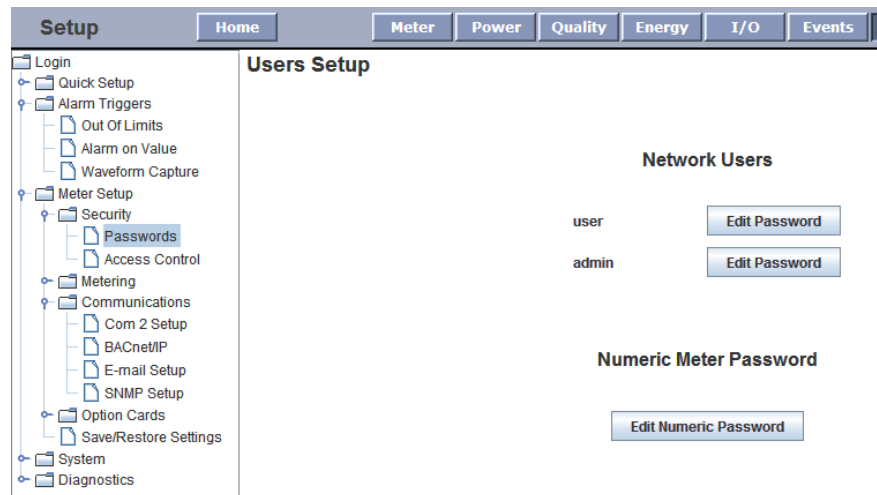 Setup Home Meter Power Quality Energy I/O Events
Login
Quick Setup
Alarm Triggers
Out Of Limits
Alarm on Value
Waveform Capture
Meter Setup
Security
Passwords
Access Control
Metering
Communications
Com 2 Setup
BACnet/IP
E-mail Setup
SNMP Setup
Option Cards
Save/Restore Settings
System
Diagnostics
Users Setup
Network Users
user Edit Password
admin Edit Password
Numeric Meter Password
Edit Numeric Password